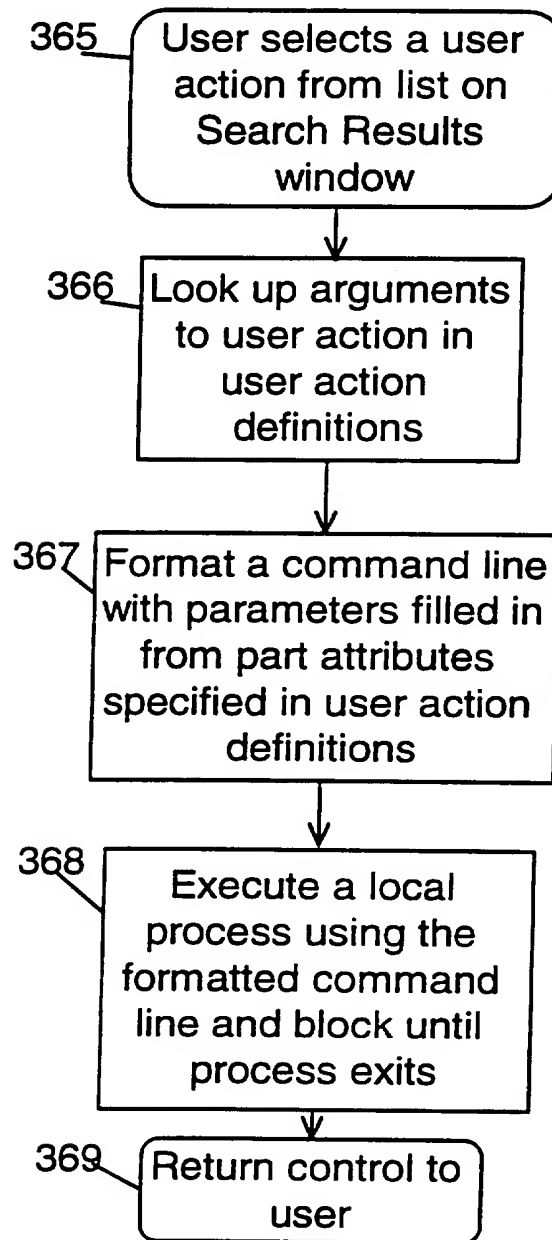 365
User selects a user
action from list on
Search Results
window
366
Look up arguments
to user action in
user action
definitions
367
Format a command line
with parameters filled in
from part attributes
specified in user action
definitions
368
Execute a local
process using the
formatted command
line and block until
process exits
369
Return control to
user